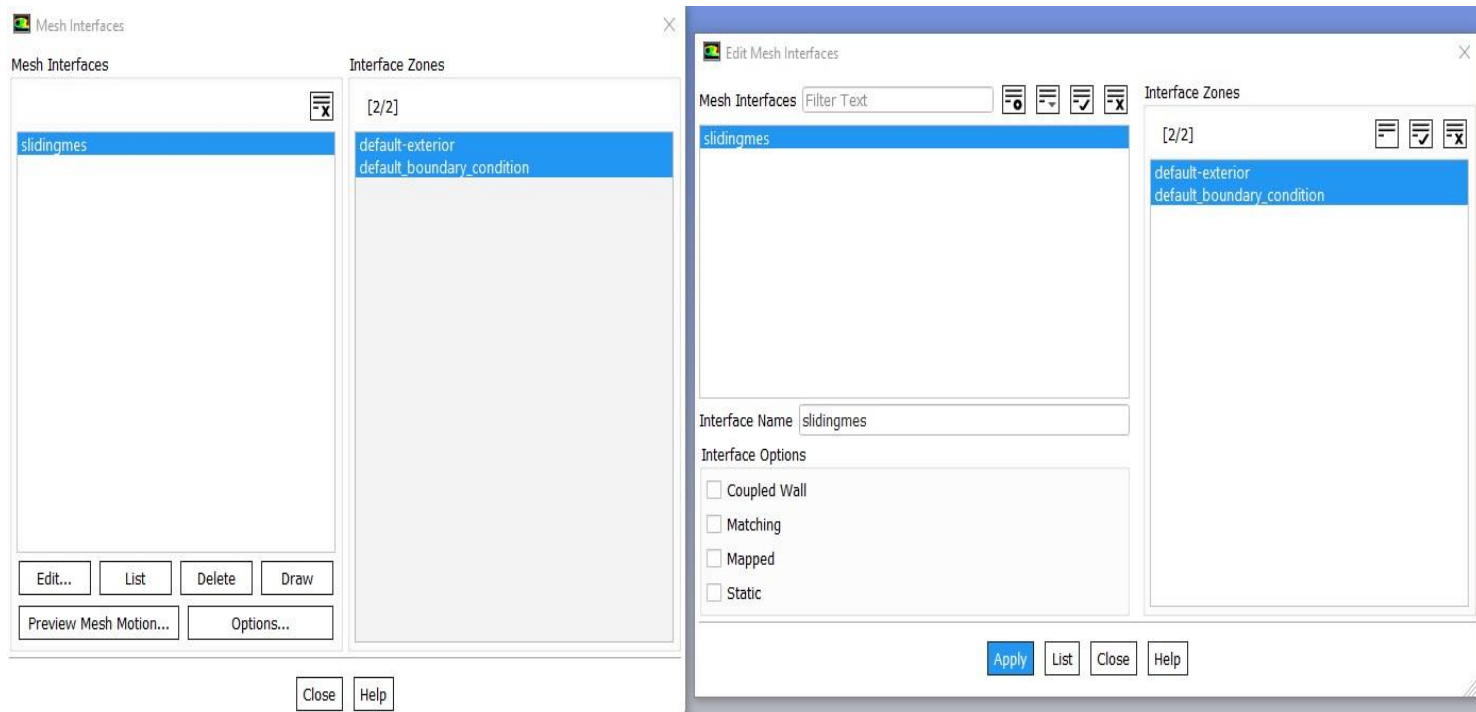 Mesh Interfaces
Mesh Interfaces
Interface Zones
[2/2]
slidingmes
default-exterior
default_boundary_condition
Edit...
List
Delete
Draw
Preview Mesh Motion...
Options...
Close
Help
Edit Mesh Interfaces
Mesh Interfaces
Filter Text
Interface Zones
[2/2]
slidingmes
default-exterior
default_boundary_condition
Interface Name
slidingmes
Interface Options
Coupled Wall
Matching
Mapped
Static
Apply
List
Close
Help